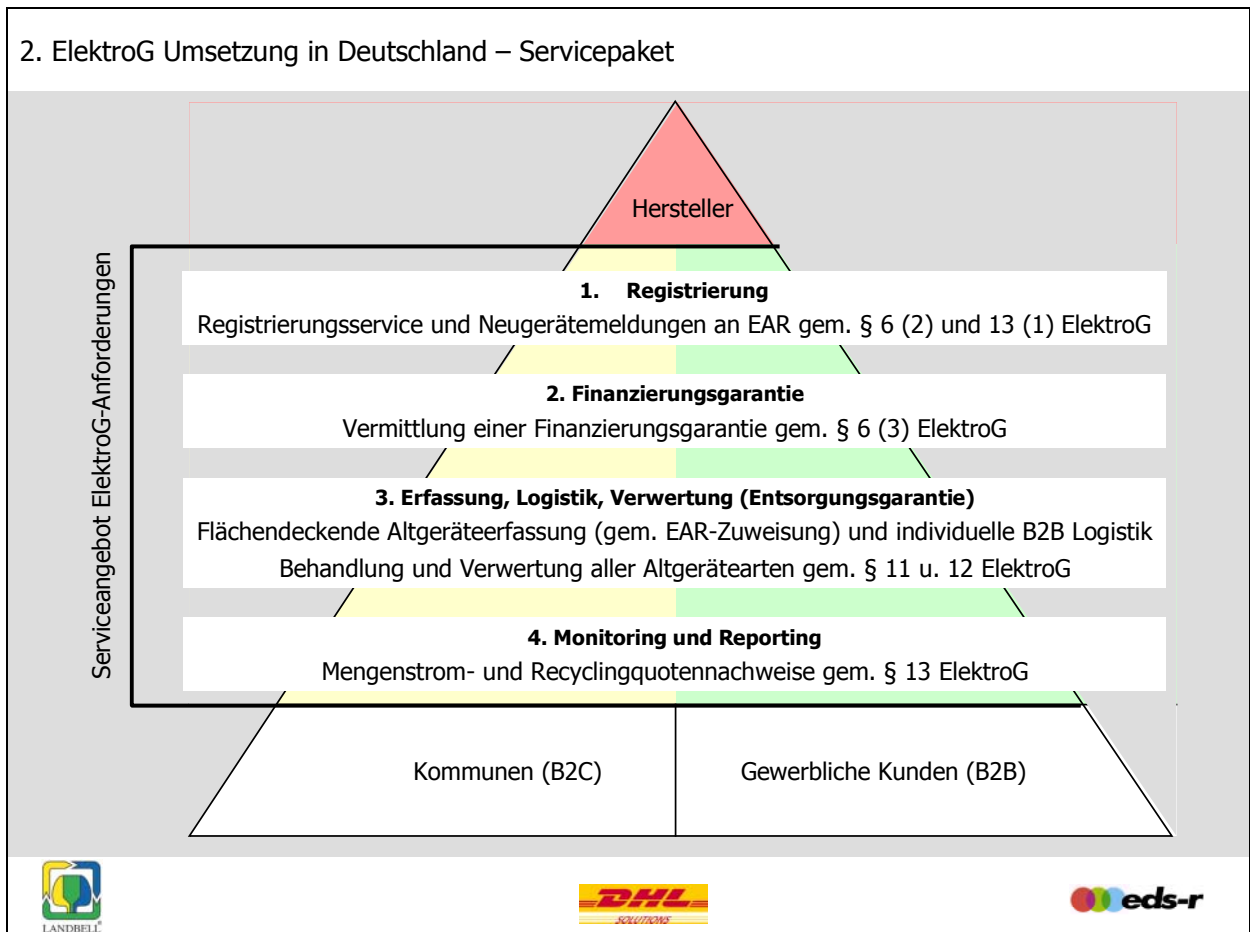 2. ElektroG Umsetzung in Deutschland – Servicepaket
Hersteller
Serviceangebot ElektroG-Anforderungen
1. Registrierung
Registrierungsservice und Neugerätemeldungen an EAR gem. § 6 (2) und 13 (1) ElektroG
2. Finanzierungsgarantie
Vermittlung einer Finanzierungsgarantie gem. § 6 (3) ElektroG
3. Erfassung, Logistik, Verwertung (Entsorgungsgarantie)
Flächendeckende Altgeräteerfassung (gem. EAR-Zuweisung) und individuelle B2B Logistik
Behandlung und Verwertung aller Altgerätearten gem. § 11 u. 12 ElektroG
4. Monitoring und Reporting
Mengenstrom- und Recyclingquotennachweise gem. § 13 ElektroG
Kommunen (B2C)
Gewerbliche Kunden (B2B)
LANDBELL
DHL
SOLUTIONS
eds-r